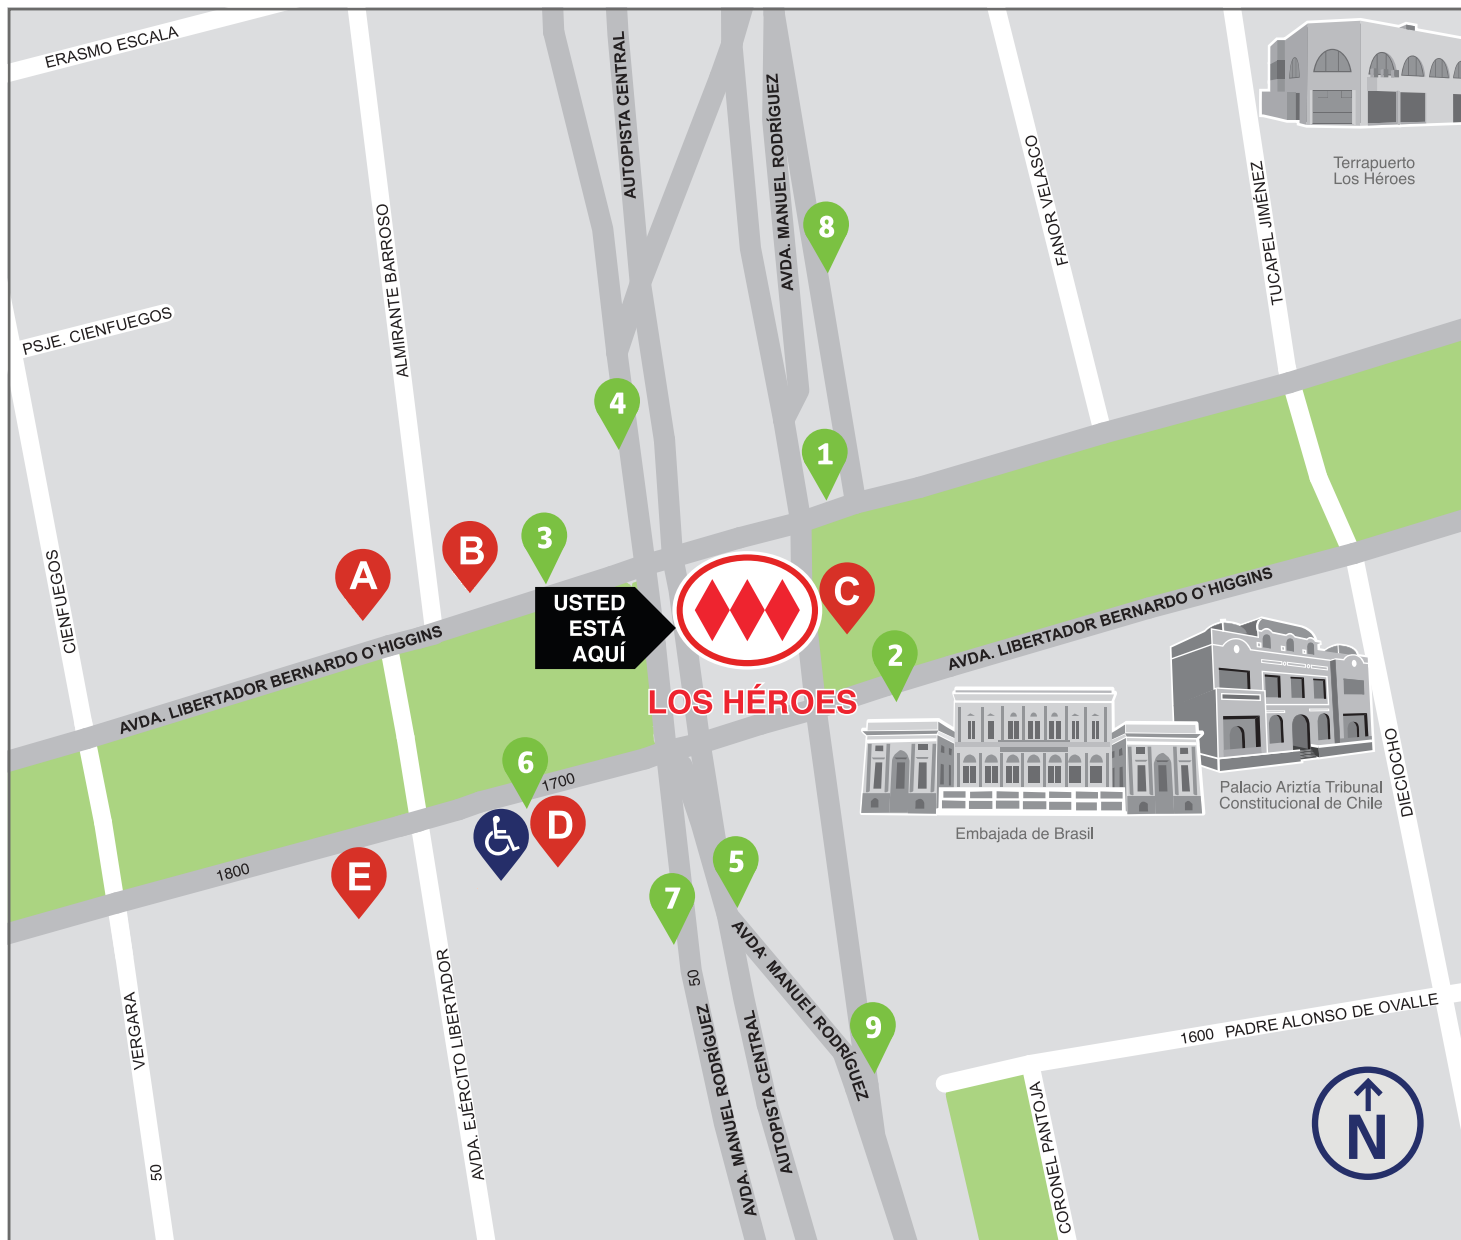 ERASMO ESCALA
AUTOPISTA CENTRAL
AVDA. MANUEL RODRÍGUEZ
FANOR VELASCO
TUCAPEL JIMÉNEZ
Terrapuerto
Los Héroes
ALMIRANTE BARROSO
8
PSJE. CIENFUEGOS
4
1
3
B
A
C
CIENFUEGOS
USTED
ESTÁ
AQUÍ
LOS HÉROES
2
AVDA. LIBERTADOR BERNARDO O`HIGGINS
AVDA. LIBERTADOR BERNARDO O`HIGGINS
6
1700
D
E
1800
5
7
Embajada de Brasil
Palacio Ariztía Tribunal
Constitucional de Chile
DIECIOCHO
VERGARA
50
AVDA. EJÉRCITO LIBERTADOR
50
AVDA. MANUEL RODRÍGUEZ
AUTOPISTA CENTRAL
AVDA. MANUEL RODRÍGUEZ
9
1600 PADRE ALONSO DE OVALLE
CORONEL PANTOJA
N